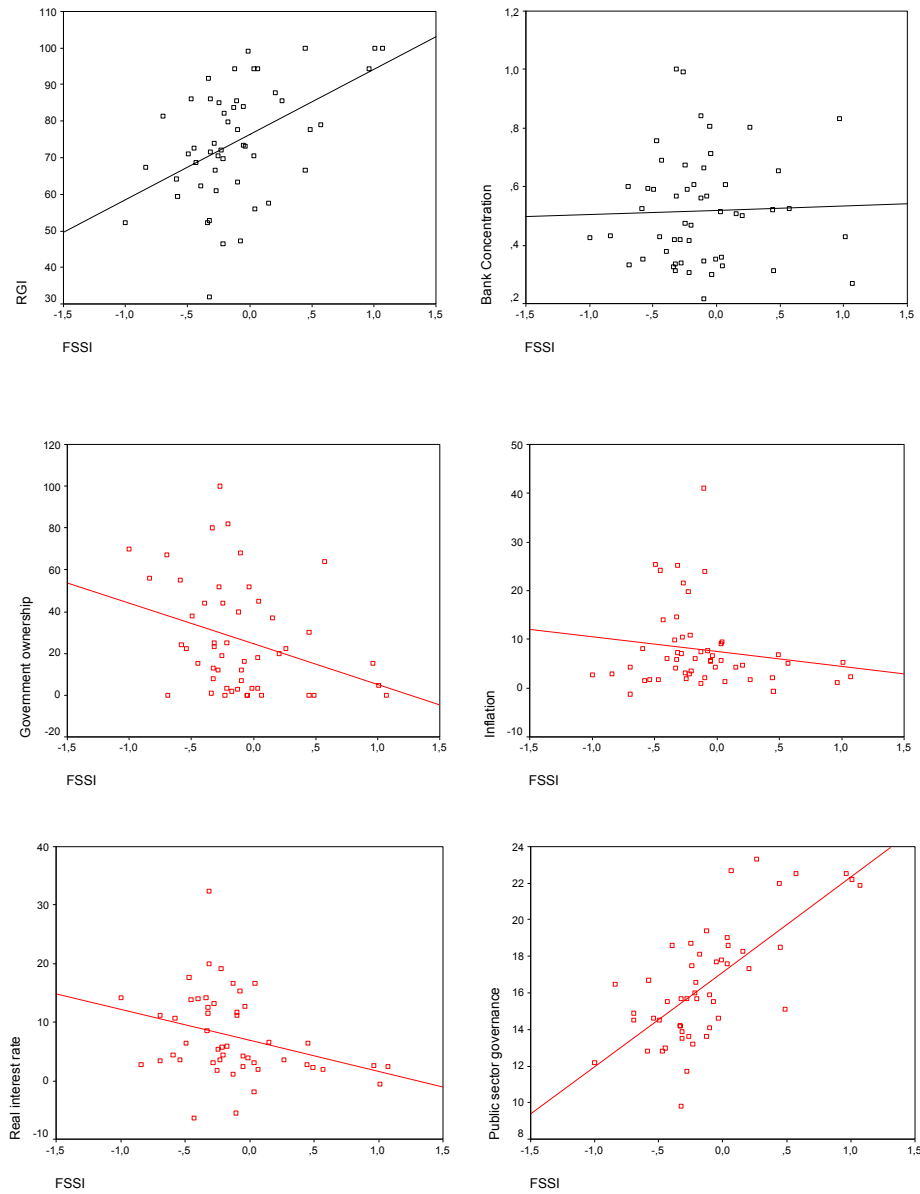 110
100
90
80
70
60
50
40
30
RGI
-1,5 -1,0 -,5 0,0 ,5 1,0 1,5
FSSI
1,2
1,0
,8
,6
,4
,2
Bank Concentration
-1,5 -1,0 -,5 0,0 ,5 1,0 1,5
FSSI
120
100
80
60
40
20
0
-20
Government ownership
-1,5 -1,0 -,5 0,0 ,5 1,0 1,5
FSSI
50
40
30
20
10
0
-10
Inflation
-1,5 -1,0 -,5 0,0 ,5 1,0 1,5
FSSI
40
30
20
10
0
-10
Real interest rate
-1,5 -1,0 -,5 0,0 ,5 1,0 1,5
FSSI
24
22
20
18
16
14
12
10
8
Public sector governance
-1,5 -1,0 -,5 0,0 ,5 1,0 1,5
FSSI